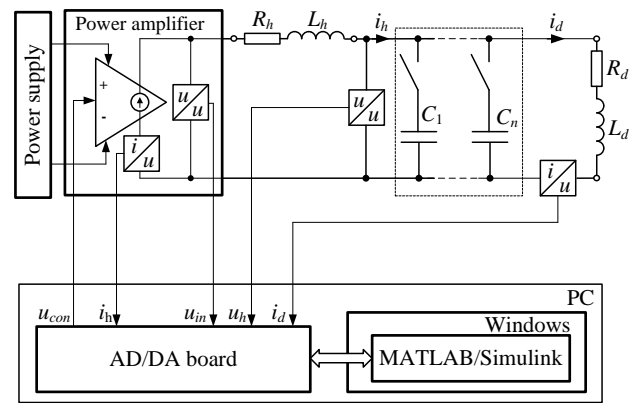 Power amplifier
Power supply
+
-
i
u
u
u
R_h
L_h
i_h
u
u
C_1
C_n
i_d
R_d
L_d
i
u
u_con
i_h
u_in
u_h
i_d
PC
Windows
AD/DA board
MATLAB/Simulink